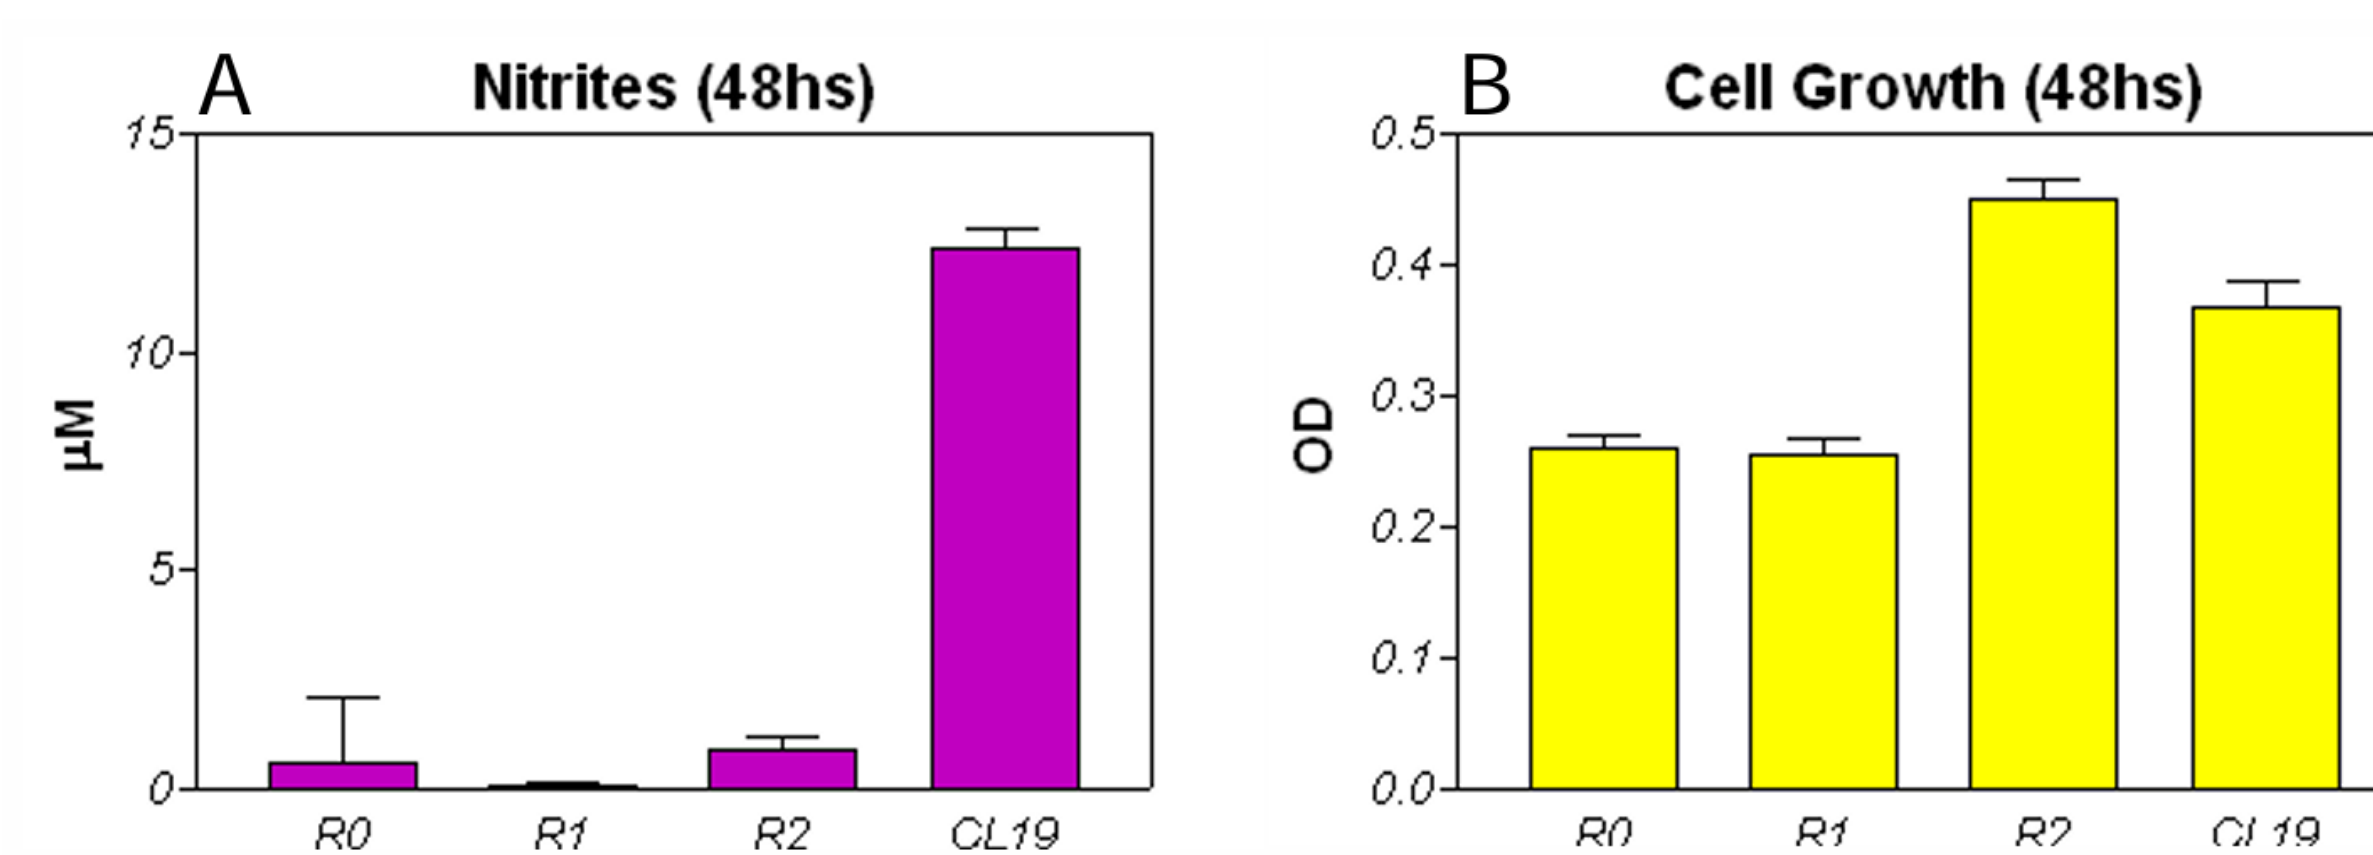 A
Nitrites (48hs)
15
10
5
0
µM
R0 R1 R2 CL19
B
Cell Growth (48hs)
0.5
0.4
0.3
0.2
0.1
0.0
OD
R0 R1 R2 CL19